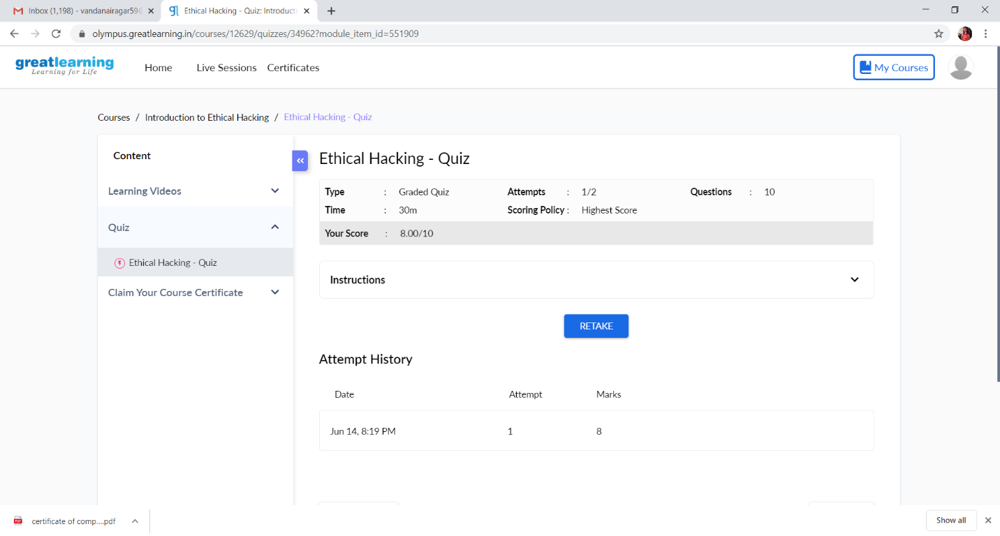 Inbox (1,198) - vandanairagar59@
Ethical Hacking - Quiz: Introducti
olympus.greatlearning.in/courses/12629/quizzes/34962?module_item_id=551909
greatlearning
Learning for Life
Home Live Sessions Certificates
My Courses
Courses / Introduction to Ethical Hacking / Ethical Hacking - Quiz
Content
Learning Videos
Quiz
Ethical Hacking - Quiz
Claim Your Course Certificate
Ethical Hacking - Quiz
Type : Graded Quiz Attempts : 1/2 Questions : 10
Time : 30m Scoring Policy : Highest Score
Your Score : 8.00/10
Instructions
RETAKE
Attempt History
Date Attempt Marks
Jun 14, 8:19 PM 1 8
certificate of comp....pdf
Show all